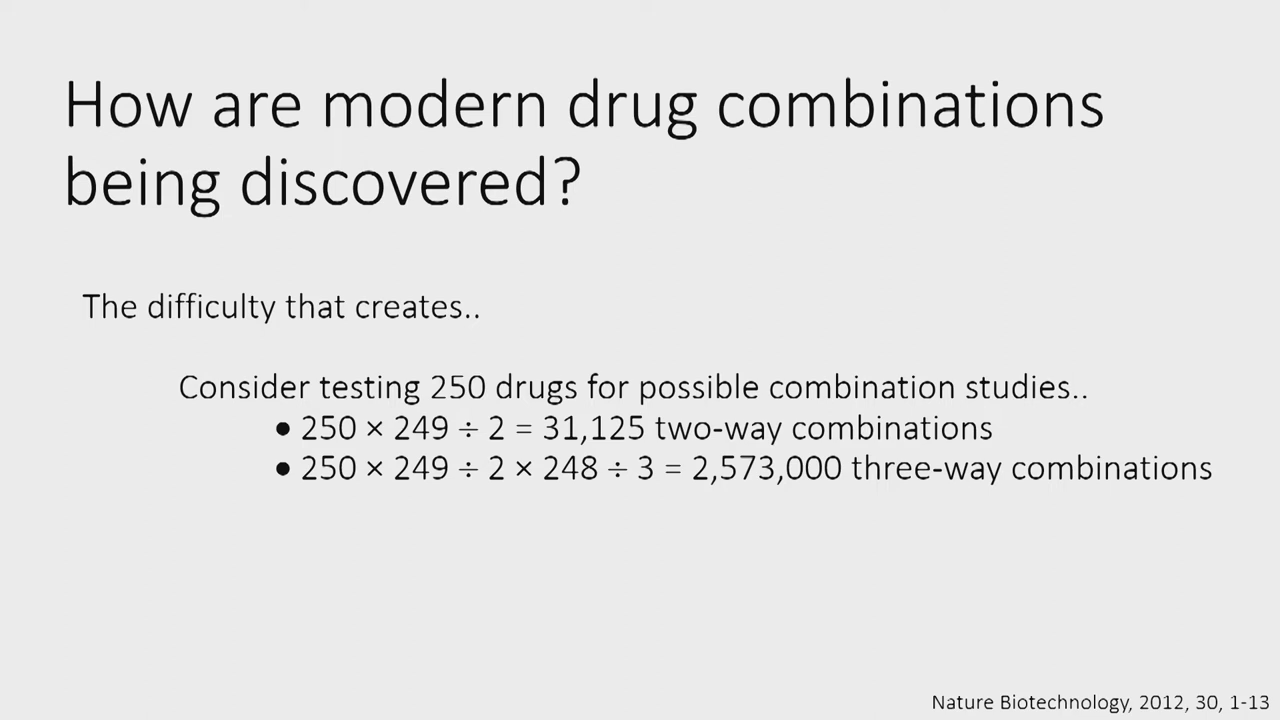 How are modern drug combinations
being discovered?
The difficulty that creates..
Consider testing 250 drugs for possible combination studies..
• 250 × 249 ÷ 2 = 31,125 two-way combinations
• 250 × 249 ÷ 2 × 248 ÷ 3 = 2,573,000 three-way combinations
Nature Biotechnology, 2012, 30, 1-13